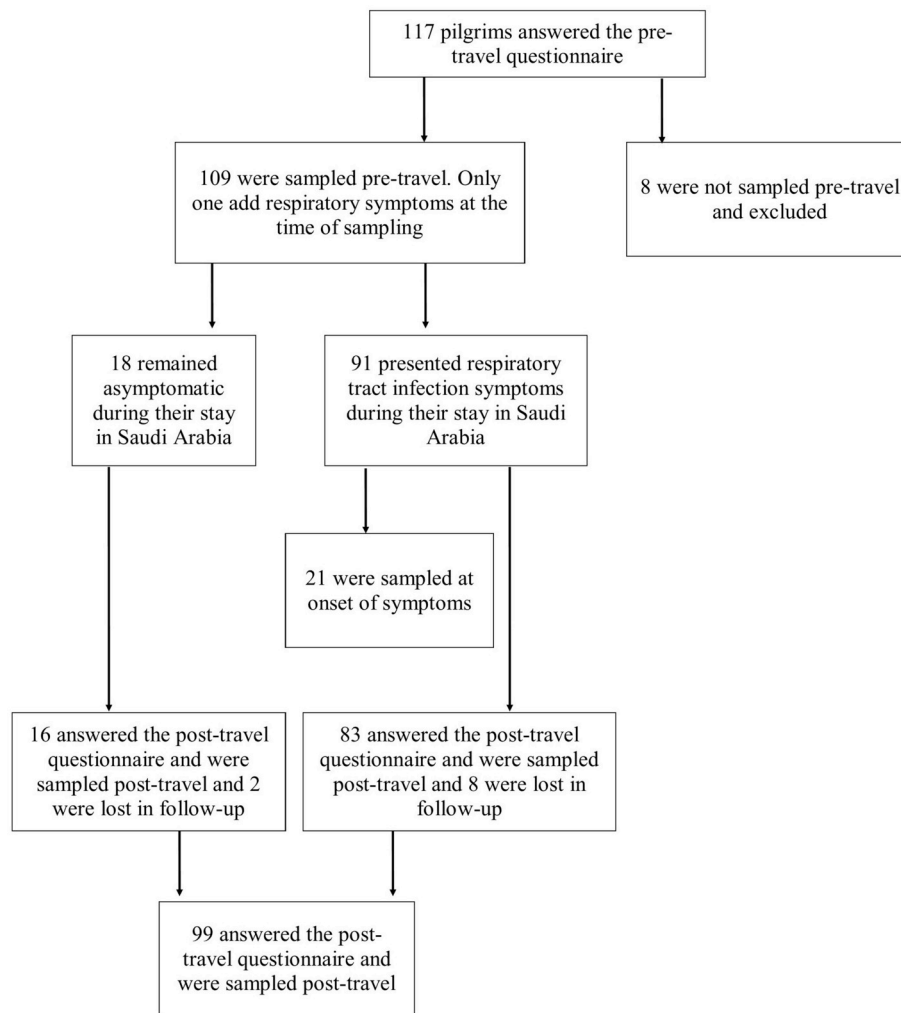 117 pilgrims answered the pre-
travel questionnaire
109 were sampled pre-travel. Only
one add respiratory symptoms at the
time of sampling
8 were not sampled pre-travel
and excluded
18 remained
asymptomatic
during their stay
in Saudi Arabia
91 presented respiratory
tract infection symptoms
during their stay in Saudi
Arabia
21 were sampled at
onset of symptoms
16 answered the post-travel
questionnaire and were
sampled post-travel and 2
were lost in follow-up
83 answered the post-travel
questionnaire and were sampled
post-travel and 8 were lost in
follow-up
99 answered the post-
travel questionnaire and
were sampled post-travel